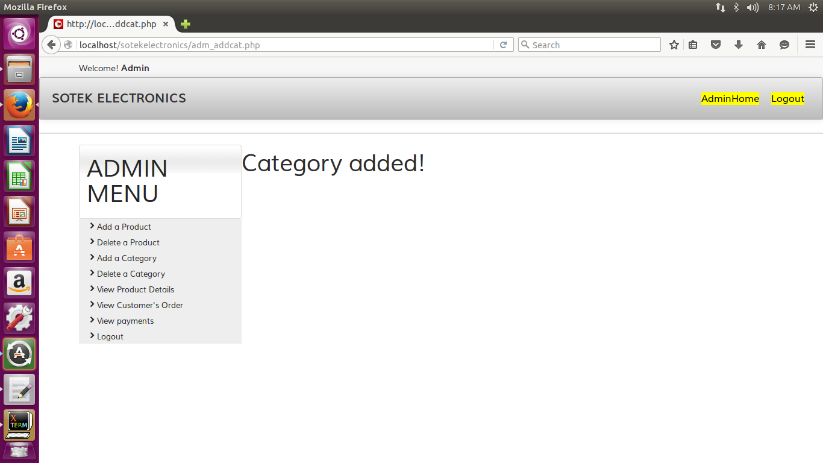 Mozilla Firefox
8:17 AM
http://loc...ddcat.php
localhost/sotekelectronics/adm_addcat.php
Search
Welcome! Admin
SOTEK ELECTRONICS
AdminHome
Logout
ADMIN
MENU
Category added!
Add a Product
Delete a Product
Add a Category
Delete a Category
View Product Details
View Customer's Order
View payments
Logout
X
TERM